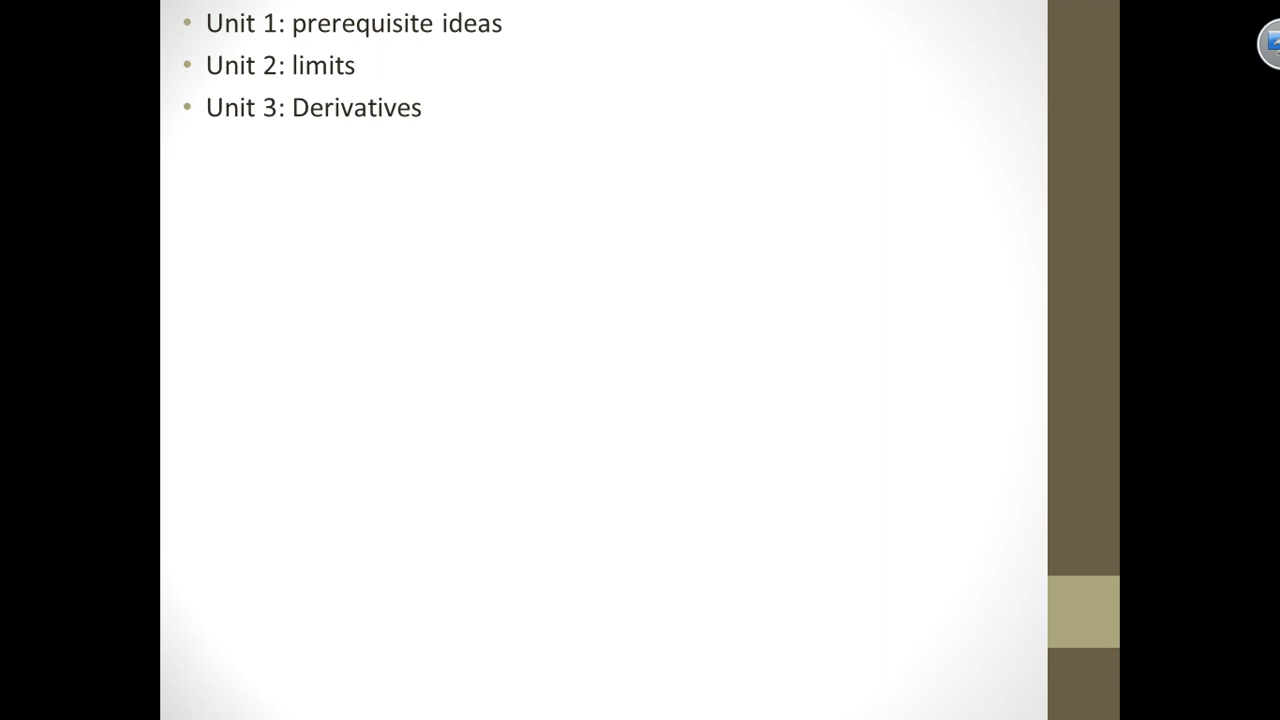 • Unit 1: prerequisite ideas
• Unit 2: limits
• Unit 3: Derivatives